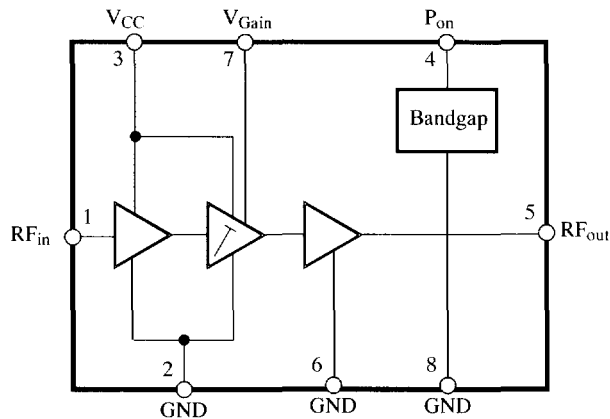 V_CC V_Gain P_on
3 7 4
Bandgap
1 5
RF_in RF_out
2 6 8
GND GND GND